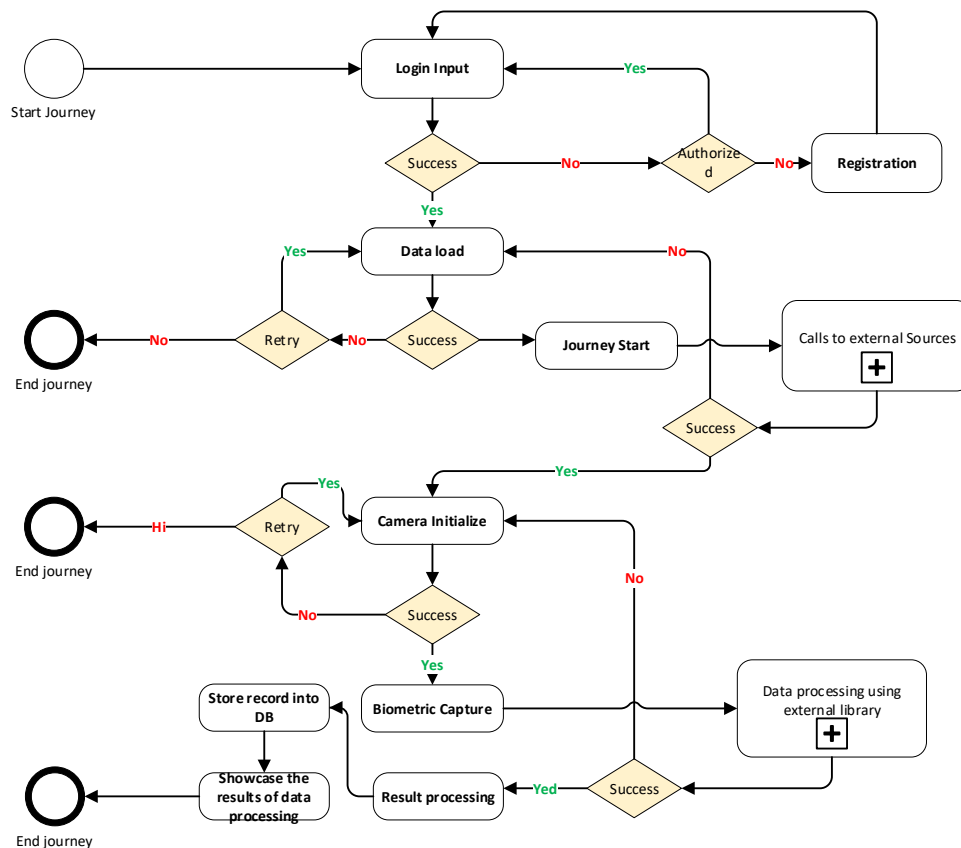 Login Input
Yes
Start Journey
Success
No
Authorize
d
No
Registration
Yes
Yes
Data load
No
No
Retry
No
Success
Journey Start
Calls to external Sources
End journey
Success
Yes
Yes
Camera Initialize
Hi
Retry
End journey
No
No
Success
Yes
Store record into
DB
Biometric Capture
Data processing using
external library
Showcase the
results of data
processing
Result processing
Yed
Success
End journey